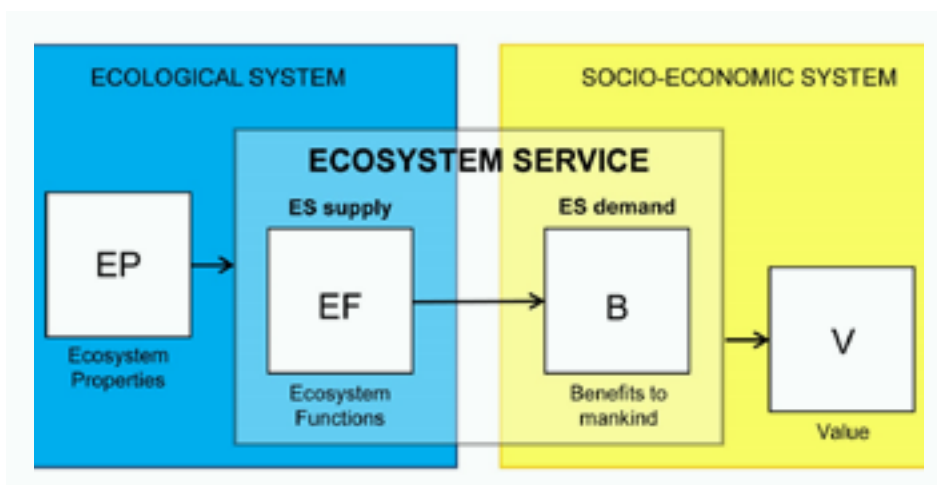 ECOLOGICAL SYSTEM
SOCIO-ECONOMIC SYSTEM
ECOSYSTEM SERVICE
ES supply
ES demand
EP
EF
B
V
Ecosystem
Properties
Ecosystem
Functions
Benefits to
mankind
Value